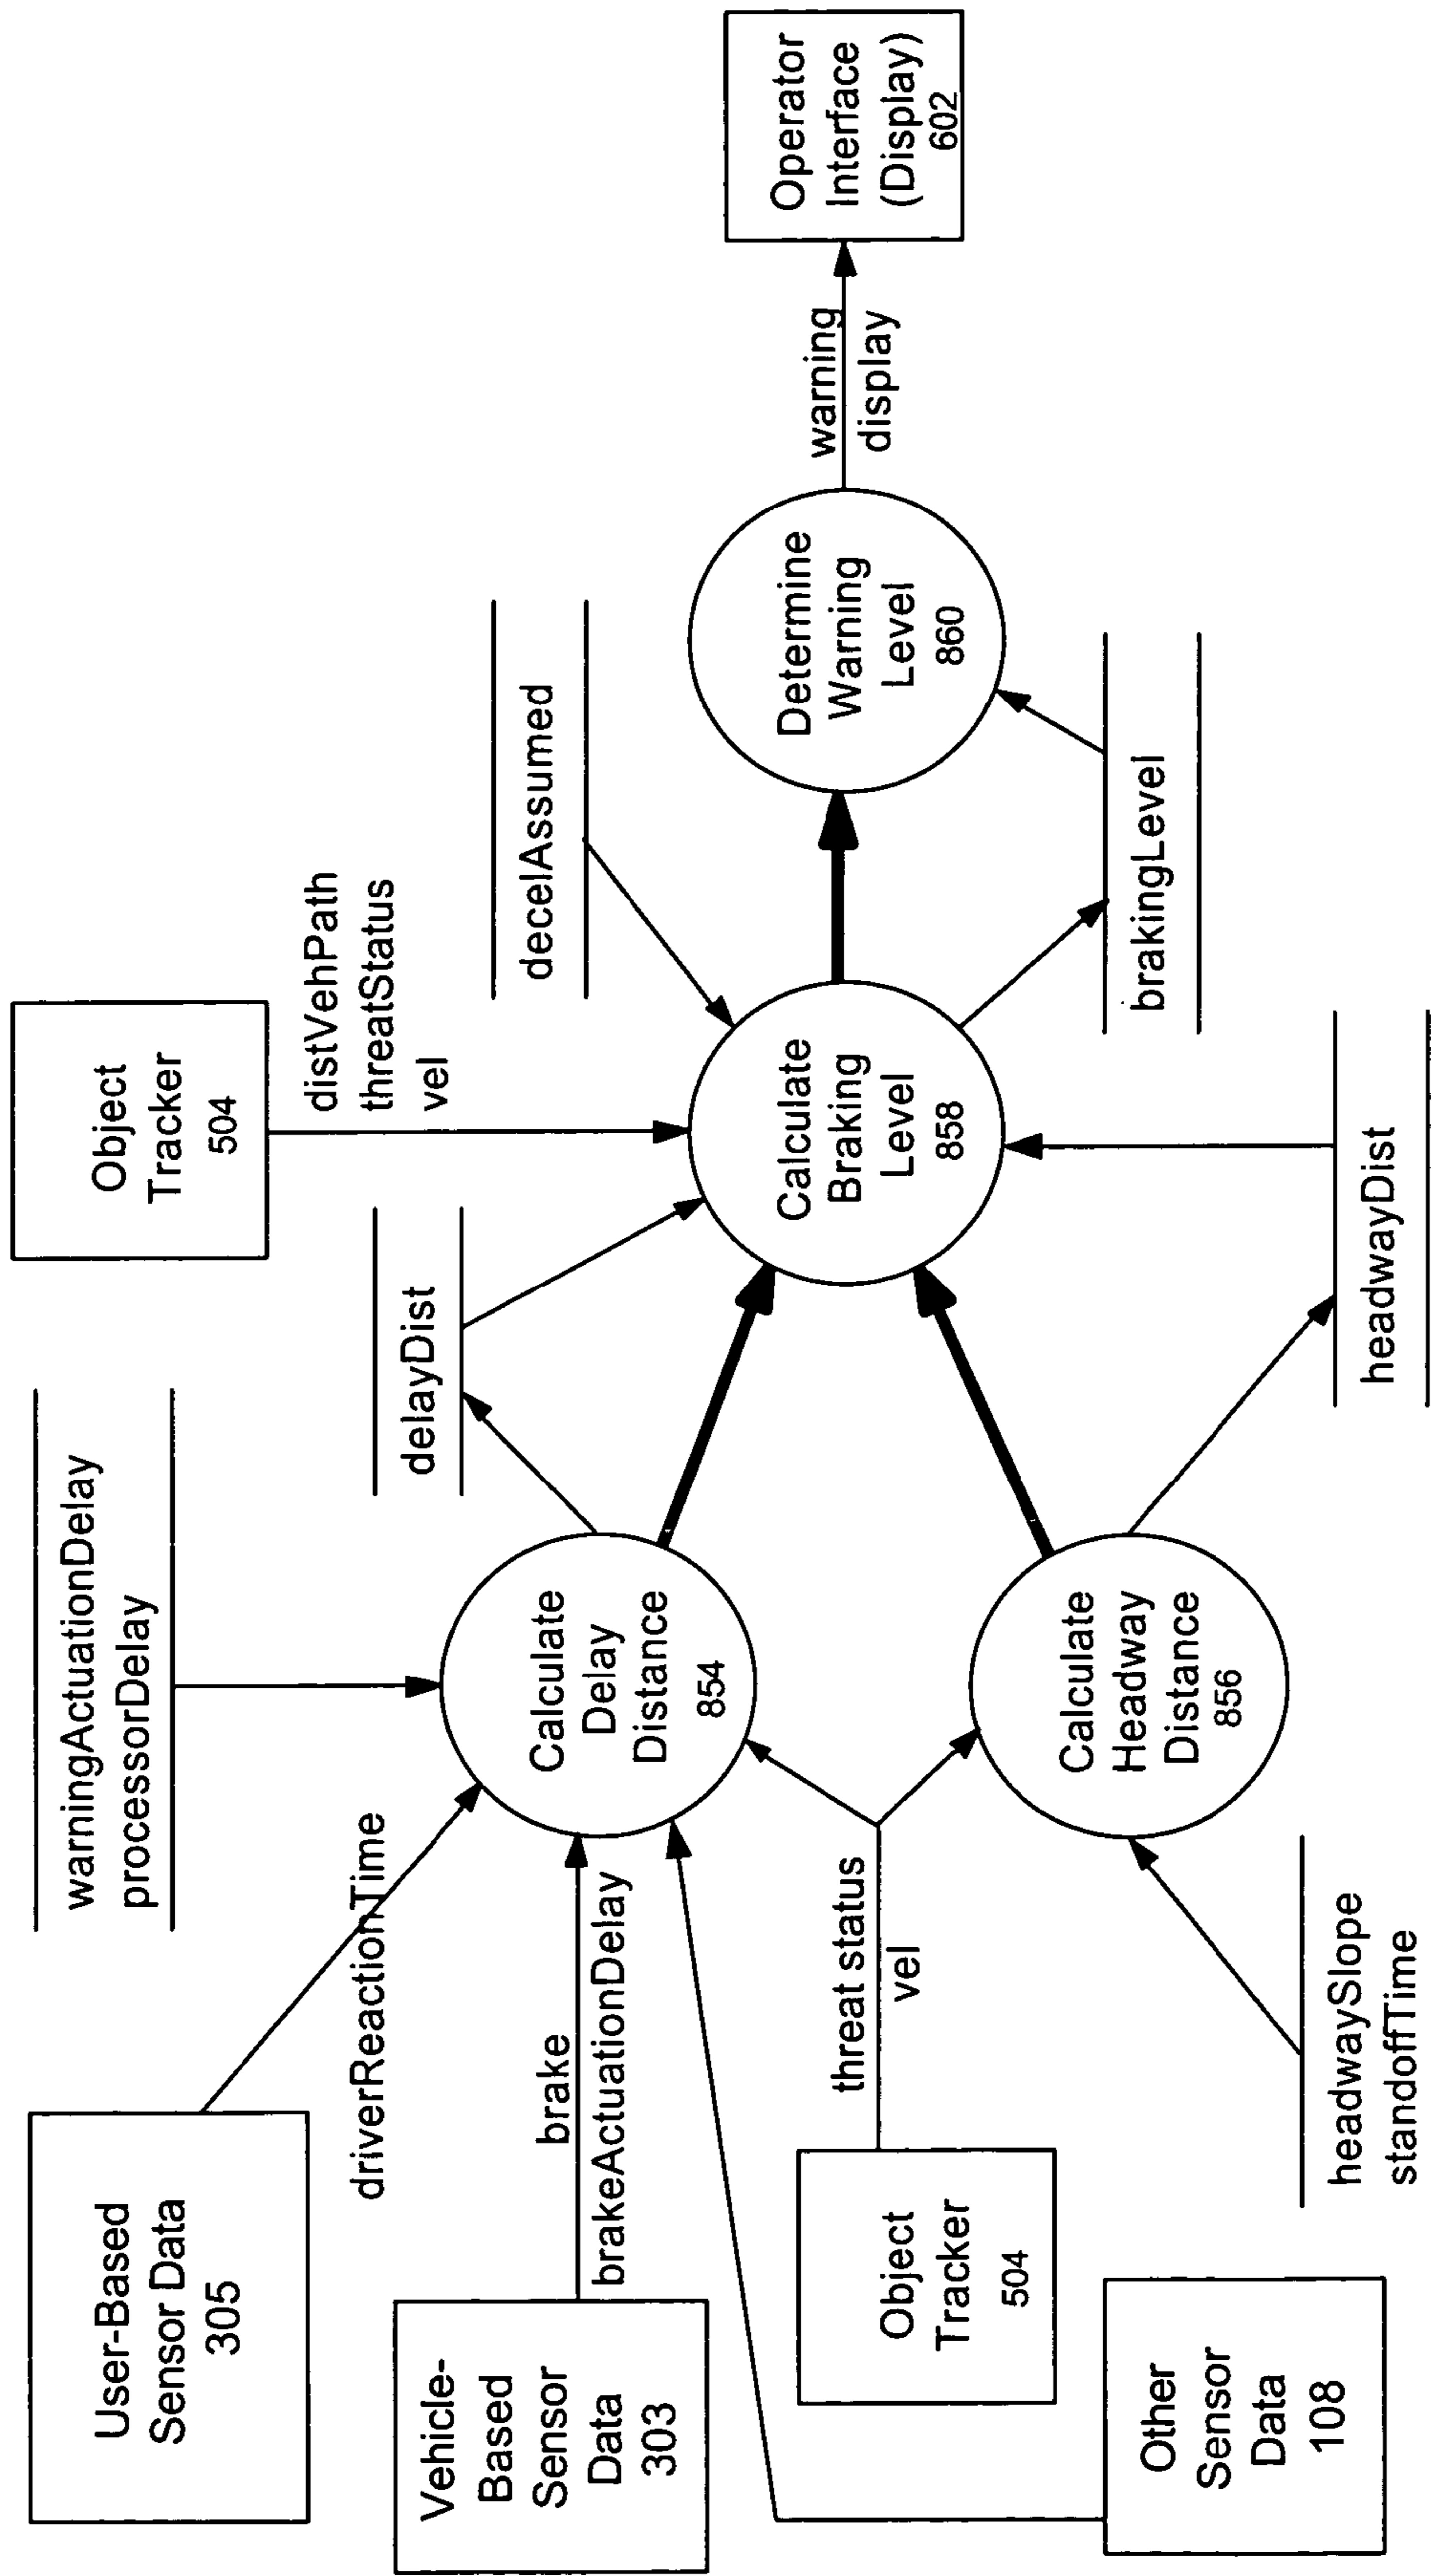 User-Based
Sensor Data
305
Vehicle-
Based
Sensor
Data
303
Object
Tracker
504
Other
Sensor
Data
108
driverReactionTime
brake
brakeActuationDelay
threat status
vel
headwaySlope
standoffTime
warningActuationDelay
processorDelay
Calculate
Delay
Distance
854
Calculate
Headway
Distance
856
delayDist
headwayDist
Object
Tracker
504
distVehPath
threatStatus
vel
Calculate
Braking
Level
858
decelAssumed
brakingLevel
Determine
Warning
Level
860
warning
display
Operator
Interface
(Display)
602